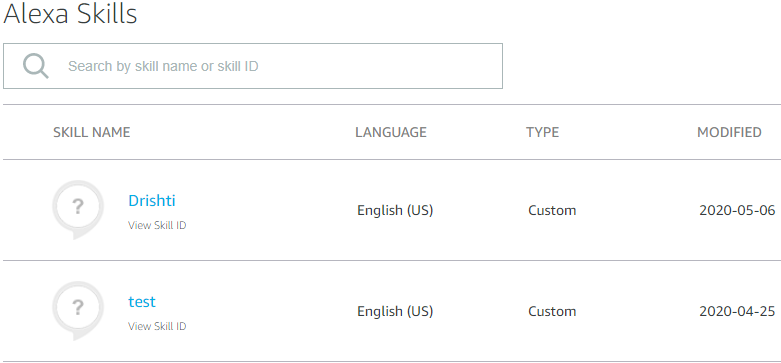 Alexa Skills
Search by skill name or skill ID
SKILL NAME LANGUAGE TYPE MODIFIED
? Drishti English (US) Custom 2020-05-06
View Skill ID
? test English (US) Custom 2020-04-25
View Skill ID